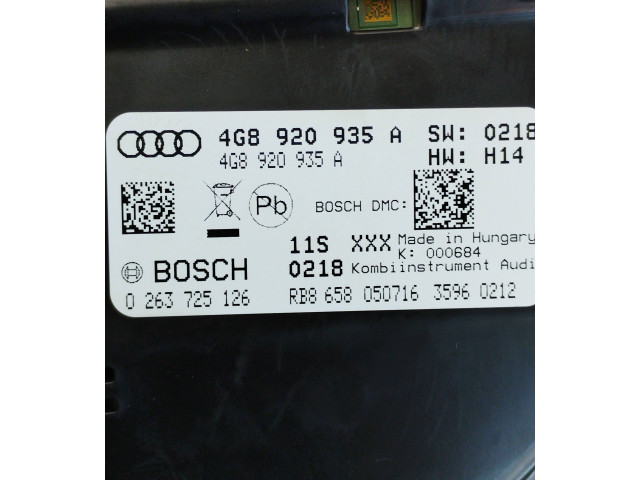 4G8 920 935 A SW: 0218
4G8 920 935 A HW: H14
Pb BOSCH DMC:
11S XXX Made in Hungary
K: 000684
BOSCH 0218 Kombiinstrument Audi
0 263 725 126 RB8 658 050716 3596 0212